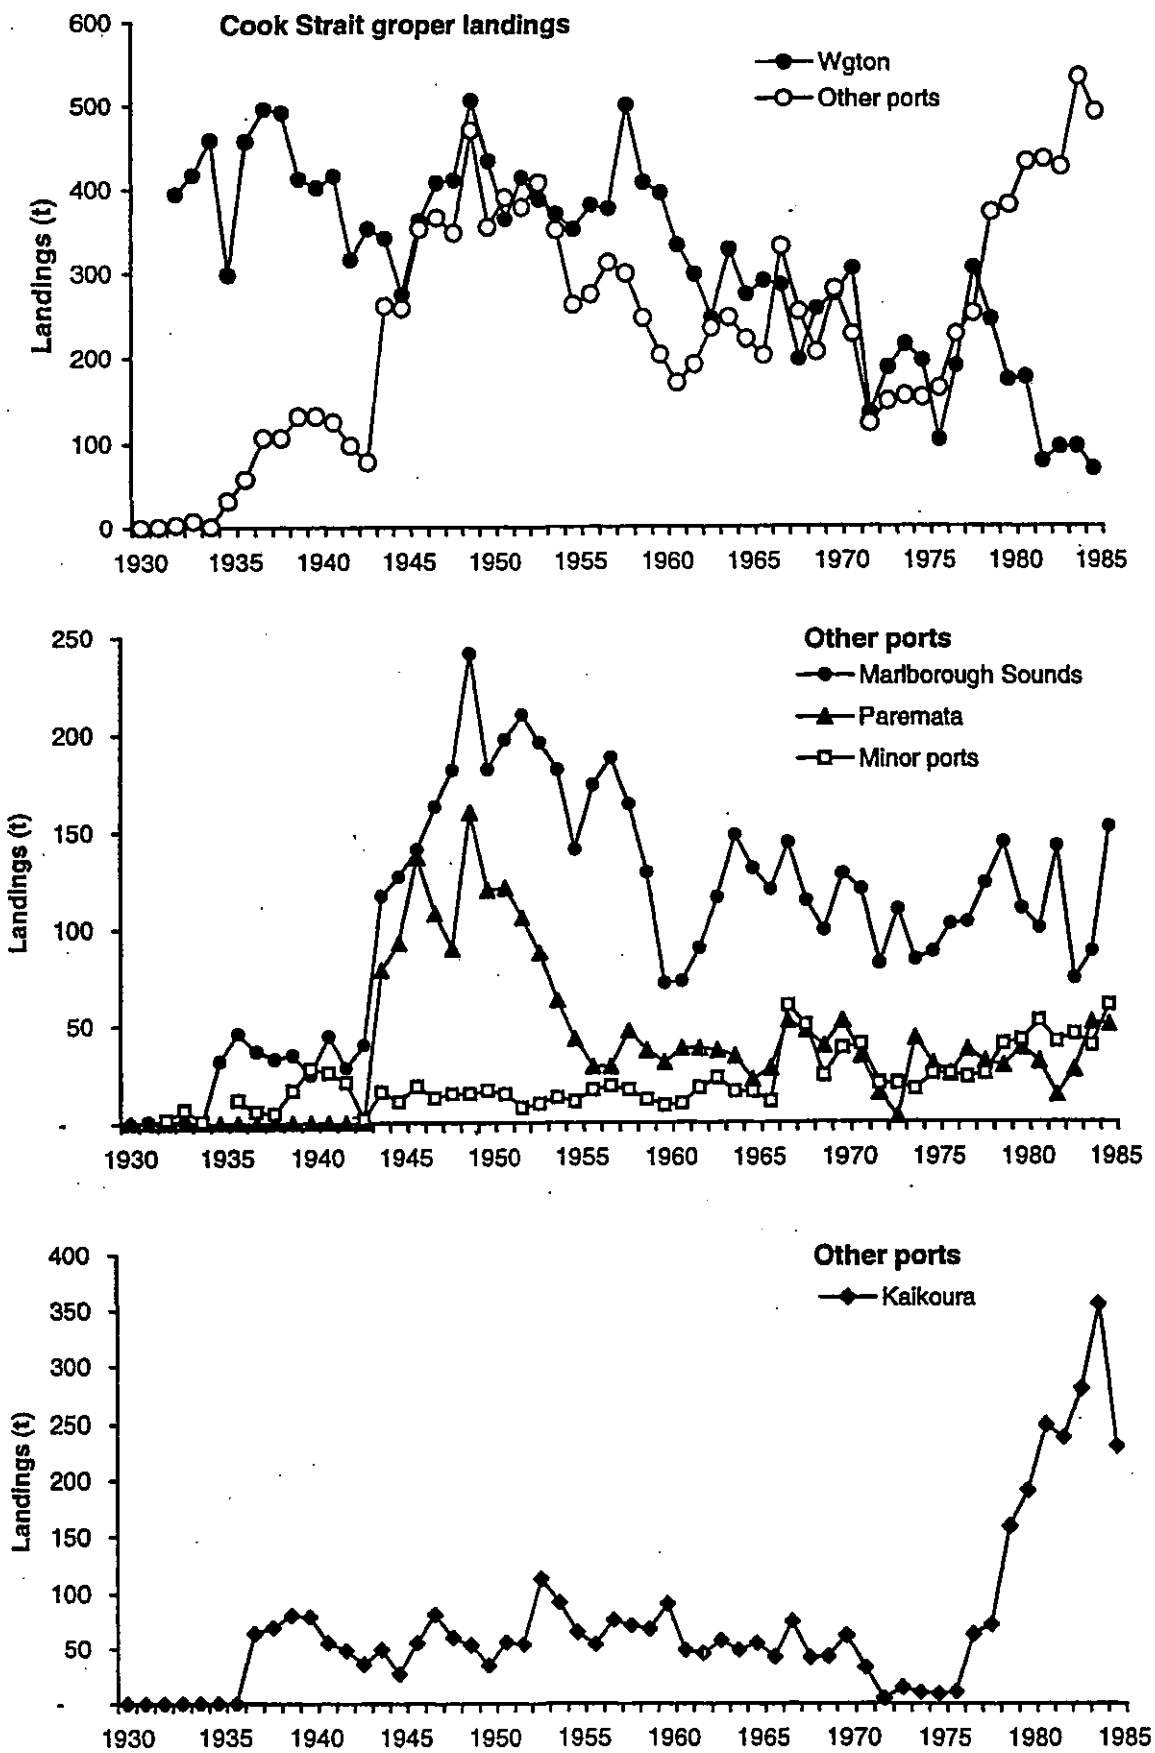 Cook Strait groper landings
Wgton
Other ports
600
500
400
300
200
100
0
Landings (t)
1930 1935 1940 1945 1950 1955 1960 1965 1970 1975 1980 1985
Other ports
Marlborough Sounds
Paremata
Minor ports
250
200
150
100
50
Landings (t)
1930 1935 1940 1945 1950 1955 1960 1965 1970 1975 1980 1985
Other ports
Kaikoura
400
350
300
250
200
150
100
50
Landings (t)
1930 1935 1940 1945 1950 1955 1960 1965 1970 1975 1980 1985